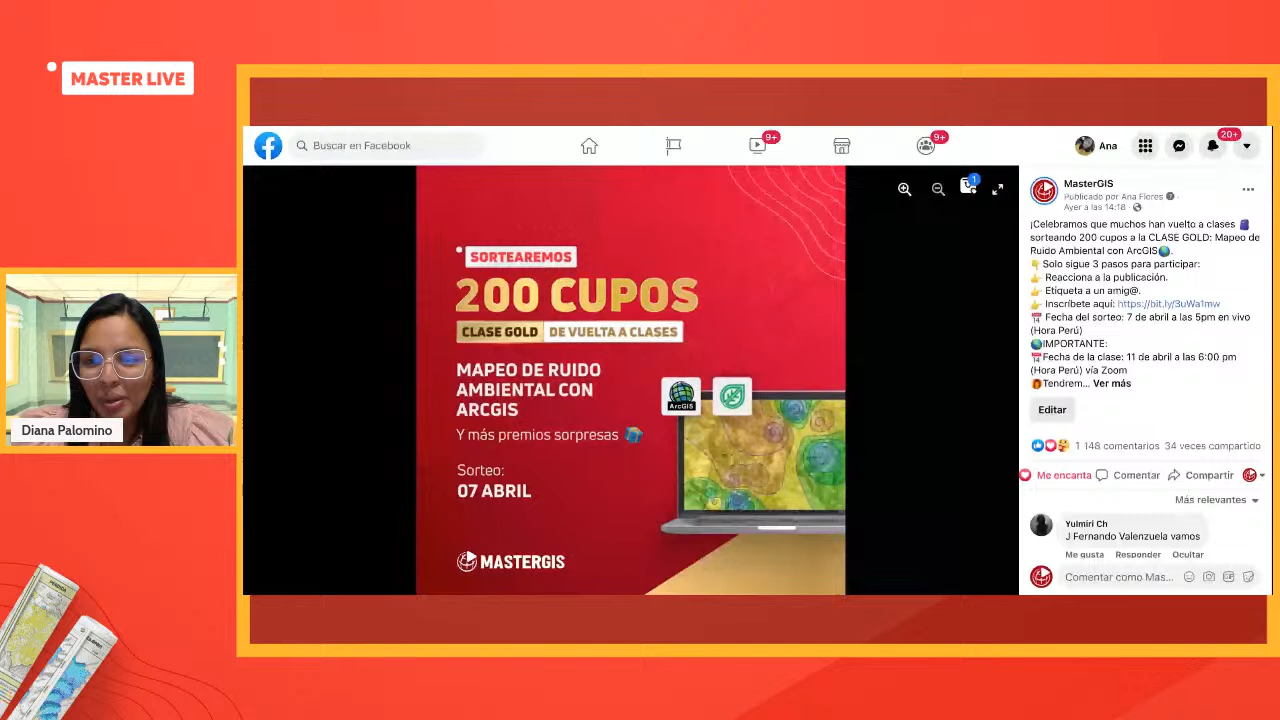 MASTER LIVE
Buscar en Facebook
9+
9+
Ana
20+
1
SORTEAREMOS
200 CUPOS
CLASE GOLD DE VUELTA A CLASES
MAPEO DE RUIDO
AMBIENTAL CON
ARCGIS
Y más premios sorpresas
Sorteo:
07 ABRIL
ArcGIS
MASTERGIS
MasterGIS
Publicado por Ana Flores
Ayer a las 14:18 ·
¡Celebramos que muchos han vuelto a clases
sorteando 200 cupos a la CLASE GOLD: Mapeo de
Ruido Ambiental con ArcGIS.
Solo sigue 3 pasos para participar:
Reacciona a la publicación.
Etiqueta a un amig@.
Inscríbete aquí: https://bit.ly/3uWa1mw
Fecha del sorteo: 7 de abril a las 5pm en vivo
(Hora Perú)
IMPORTANTE:
Fecha de la clase: 11 de abril a las 6:00 pm
(Hora Perú) vía Zoom
Tendrem... Ver más
Editar
1 148 comentarios 34 veces compartido
Me encanta Comentar Compartir
Más relevantes
Yulmiri Ch
J Fernando Valenzuela vamos
Me gusta Responder Ocultar
Comentar como Mas...
Diana Palomino